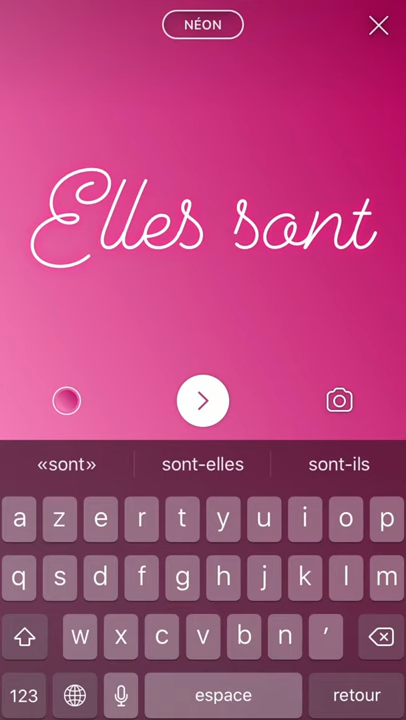 NÉON
Elles sont
«sont» sont-elles sont-ils
a z e r t y u i o p
q s d f g h j k l m
w x c v b n ’
123 espace retour